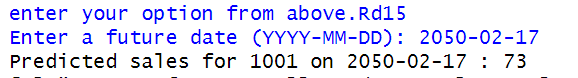 enter your option from above.Rd15
Enter a future date (YYYY-MM-DD): 2050-02-17
Predicted sales for 1001 on 2050-02-17 : 73